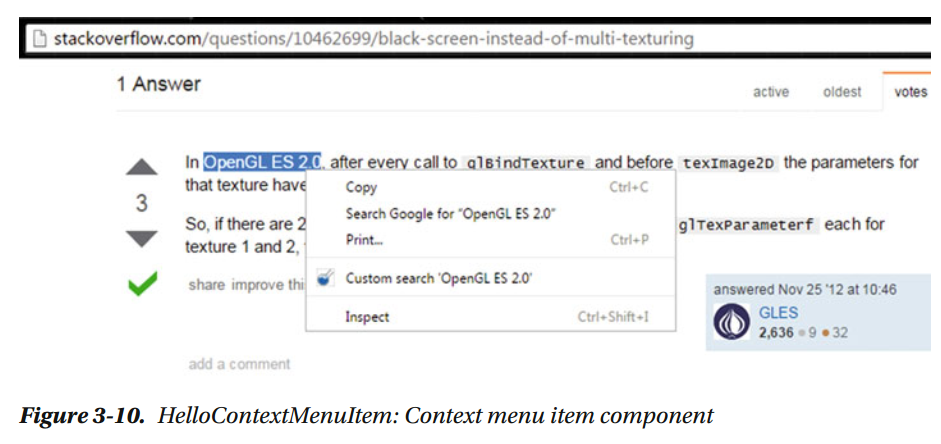 stackoverflow.com/questions/10462699/black-screen-instead-of-multi-texturing
1 Answer
active oldest votes
In OpenGL ES 2.0, after every call to glBindTexture and before texImage2D the parameters for
that texture have
3
So, if there are 2 glTexParameterf each for
texture 1 and 2,
share improve thi
Copy Ctrl+C
Search Google for "OpenGL ES 2.0"
Print... Ctrl+P
Custom search 'OpenGL ES 2.0'
Inspect Ctrl+Shift+I
answered Nov 25 '12 at 10:46
GLES
2,636 9 32
add a comment
Figure 3-10. HelloContextMenuItem: Context menu item component